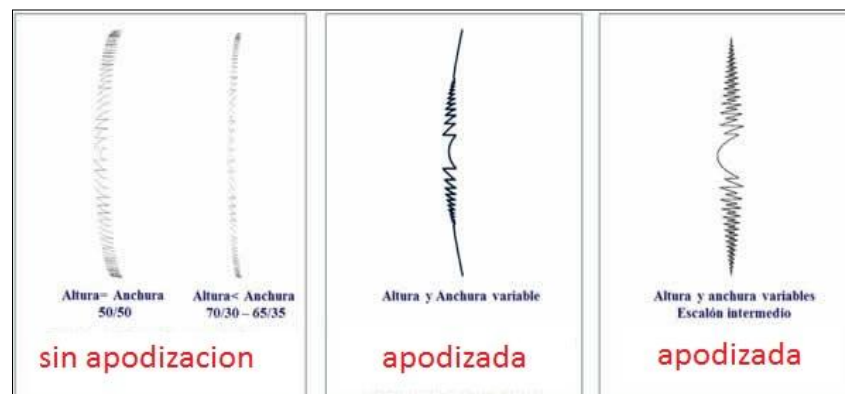 Altura= Anchura
50/50
Altura< Anchura
70/30 – 65/35
sin apodizacion
Altura y Anchura variable
apodizada
Altura y anchura variables
Escalón intermedio
apodizada